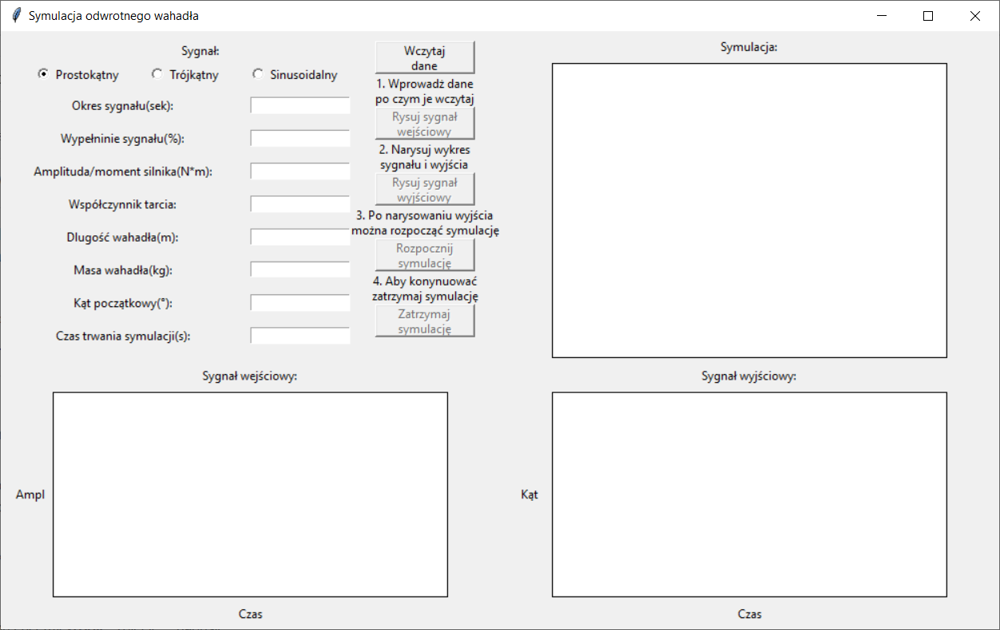 Symulacja odwrotnego wahadła
Sygnał:
Prostokątny Trójkątny Sinusoidalny
Okres sygnału(sek):
Wypełninie sygnału(%):
Amplituda/moment silnika(N*m):
Współczynnik tarcia:
Dlugość wahadła(m):
Masa wahadła(kg):
Kąt początkowy(°):
Czas trwania symulacji(s):
Wczytaj
dane
1. Wprowadź dane
po czym je wczytaj
Rysuj sygnał
wejściowy
2. Narysuj wykres
sygnału i wyjścia
Rysuj sygnał
wyjściowy
3. Po narysowaniu wyjścia
można rozpocząć symulację
Rozpocznij
symulację
4. Aby konynuować
zatrzymaj symulację
Zatrzymaj
symulację
Symulacja:
Sygnał wejściowy:
Ampl
Czas
Sygnał wyjściowy:
Kąt
Czas